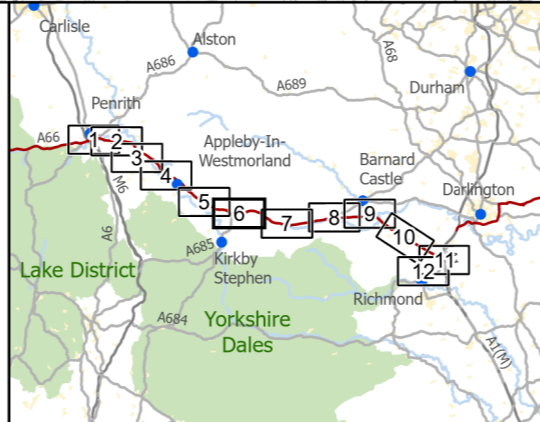 Carlisle
A686
Alston
A68
A689
Durham
Penrith
A66
1
2
3
M6
Appleby-In-
Westmorland
4
Barnard
Castle
Darlington
5
6
7
8
9
10
11
12
A6
A685
Kirkby
Stephen
Lake District
Richmond
A684
Yorkshire
Dales
A1(M)